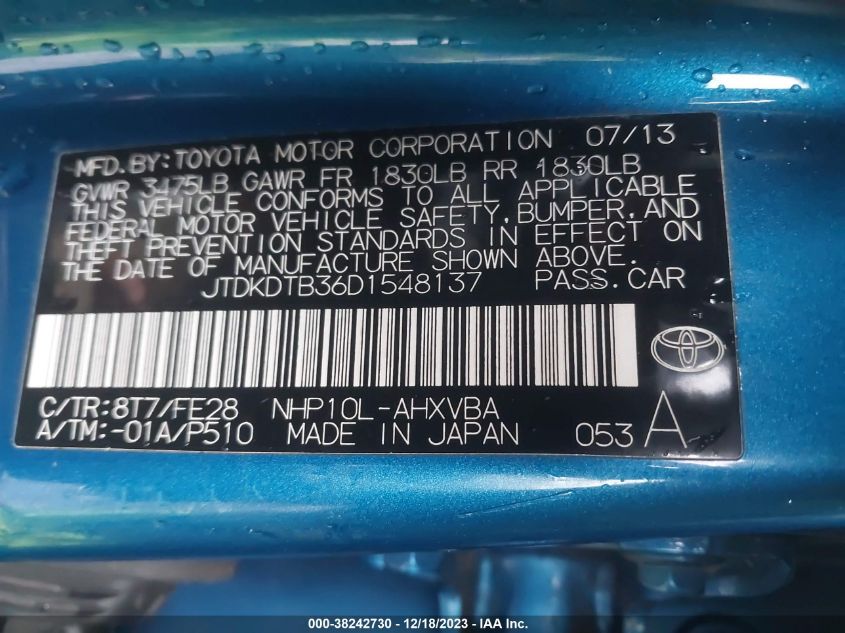 MFD. BY: TOYOTA MOTOR CORPORATION 07/13
GVWR 3475LB GAWR FR 1830LB RR 1830LB
THIS VEHICLE CONFORMS TO ALL APPLICABLE
FEDERAL MOTOR VEHICLE SAFETY, BUMPER, AND
THEFT PREVENTION STANDARDS IN EFFECT ON
THE DATE OF MANUFACTURE SHOWN ABOVE.
JTDKDTB36D1548137 PASS. CAR
C/TR: 8T7/FE28 NHP10L-AHXVBA
A/TM: -01A/P510 MADE IN JAPAN 053 A
000-38242730 - 12/18/2023 - IAA Inc.